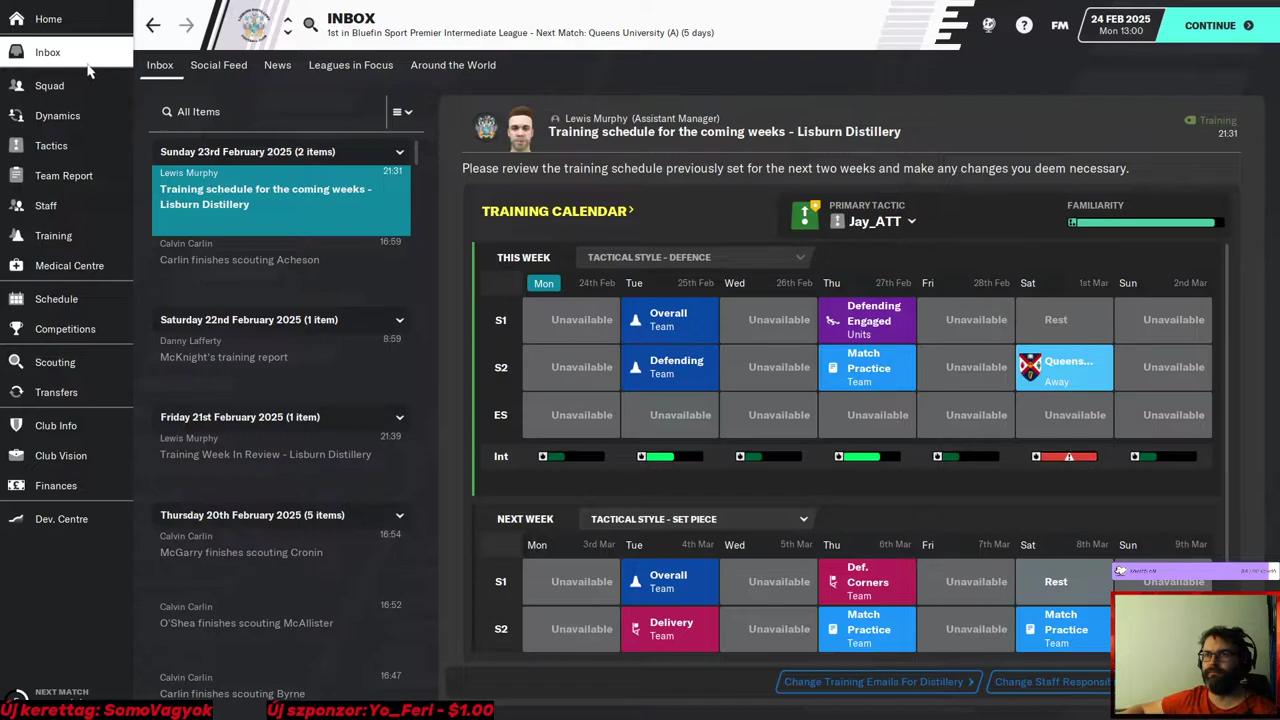 Home
INBOX
1st in Bluefin Sport Premier Intermediate League - Next Match: Queens University (A) (5 days)
FM
24 FEB 2025
Mon 13:00
CONTINUE
Inbox
Squad
Dynamics
Tactics
Team Report
Staff
Training
Medical Centre
Schedule
Competitions
Scouting
Transfers
Club Info
Club Vision
Finances
Dev. Centre
NEXT MATCH
Inbox
Social Feed
News
Leagues in Focus
Around the World
All Items
Sunday 23rd February 2025 (2 items)
Lewis Murphy 21:31
Training schedule for the coming weeks -
Lisburn Distillery
Calvin Carlin 16:59
Carlin finishes scouting Acheson
Saturday 22nd February 2025 (1 item)
Danny Lafferty 8:59
McKnight's training report
Friday 21st February 2025 (1 item)
Lewis Murphy 21:39
Training Week In Review - Lisburn Distillery
Thursday 20th February 2025 (5 items)
Calvin Carlin 16:54
McGarry finishes scouting Cronin
Calvin Carlin 16:52
O'Shea finishes scouting McAllister
Calvin Carlin 16:47
Carlin finishes scouting Byrne
Lewis Murphy (Assistant Manager)
Training schedule for the coming weeks - Lisburn Distillery
Training
21:31
Please review the training schedule previously set for the next two weeks and make any changes you deem necessary.
TRAINING CALENDAR
PRIMARY TACTIC
Jay_ATT
FAMILIARITY
THIS WEEK
TACTICAL STYLE - DEFENCE
Mon 24th Feb Tue 25th Feb Wed 26th Feb Thu 27th Feb Fri 28th Feb Sat 1st Mar Sun 2nd Mar
S1 Unavailable Overall Team Unavailable Defending Engaged Units Unavailable Rest Unavailable
S2 Unavailable Defending Team Unavailable Match Practice Team Unavailable Queens... Away Unavailable
ES Unavailable Unavailable Unavailable Unavailable Unavailable Unavailable Unavailable
Int
NEXT WEEK
TACTICAL STYLE - SET PIECE
Mon 3rd Mar Tue 4th Mar Wed 5th Mar Thu 6th Mar Fri 7th Mar Sat 8th Mar Sun 9th Mar
S1 Unavailable Overall Team Unavailable Def. Corners Team Unavailable Rest Unavailable
S2 Unavailable Delivery Team Unavailable Match Practice Team Unavailable Match Practice Team
Change Training Emails For Distillery >
Change Staff Responsi
Új kerettag: SomoVagyok
Új szponzor: Yo_Feri - $1.00